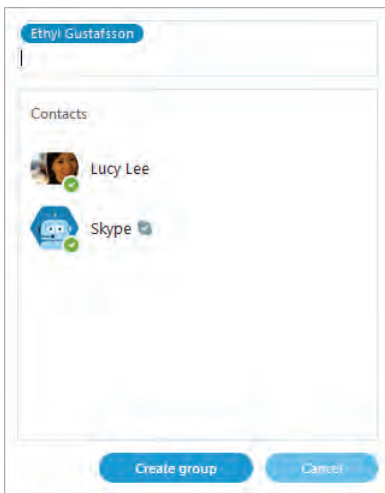 Ethyl Gustafsson
Contacts
Lucy Lee
Skype
Create group
Cancel